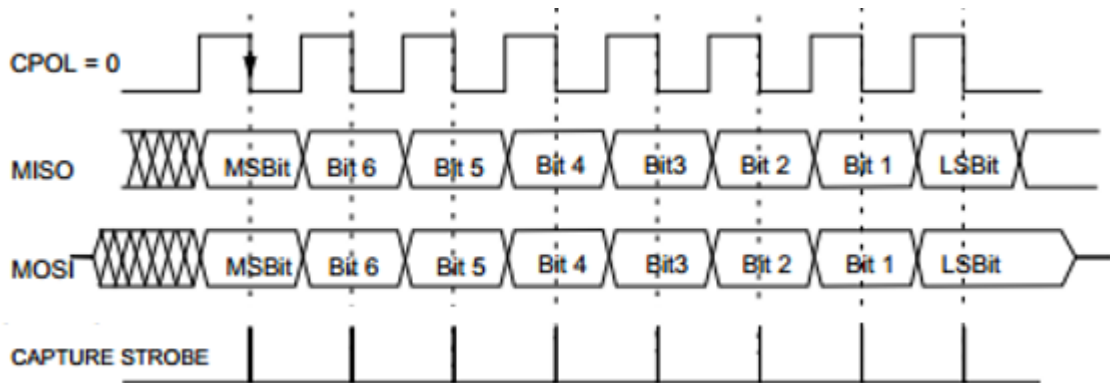 CPOL = 0
MISO MSBit Bit 6 Bit 5 Bit 4 Bit3 Bit 2 Bit 1 LSBit
MOSI MSBit Bit 6 Bit 5 Bit 4 Bit3 Bit 2 Bit 1 LSBit
CAPTURE STROBE